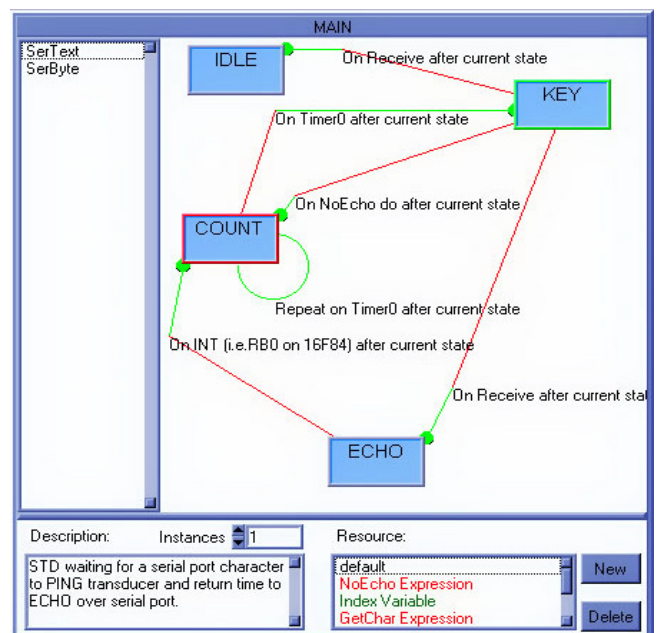 MAIN
SerText
SerByte
IDLE
On Receive after current state
KEY
On Timer0 after current state
On NoEcho do after current state
COUNT
Repeat on Timer0 after current state
On INT (i.e.RB0 on 16F84) after current state
On Receive after current stat
ECHO
Description:
Instances
1
Resource:
STD waiting for a serial port character
to PING transducer and return time to
ECHO over serial port.
default
NoEcho Expression
Index Variable
GetChar Expression
New
Delete